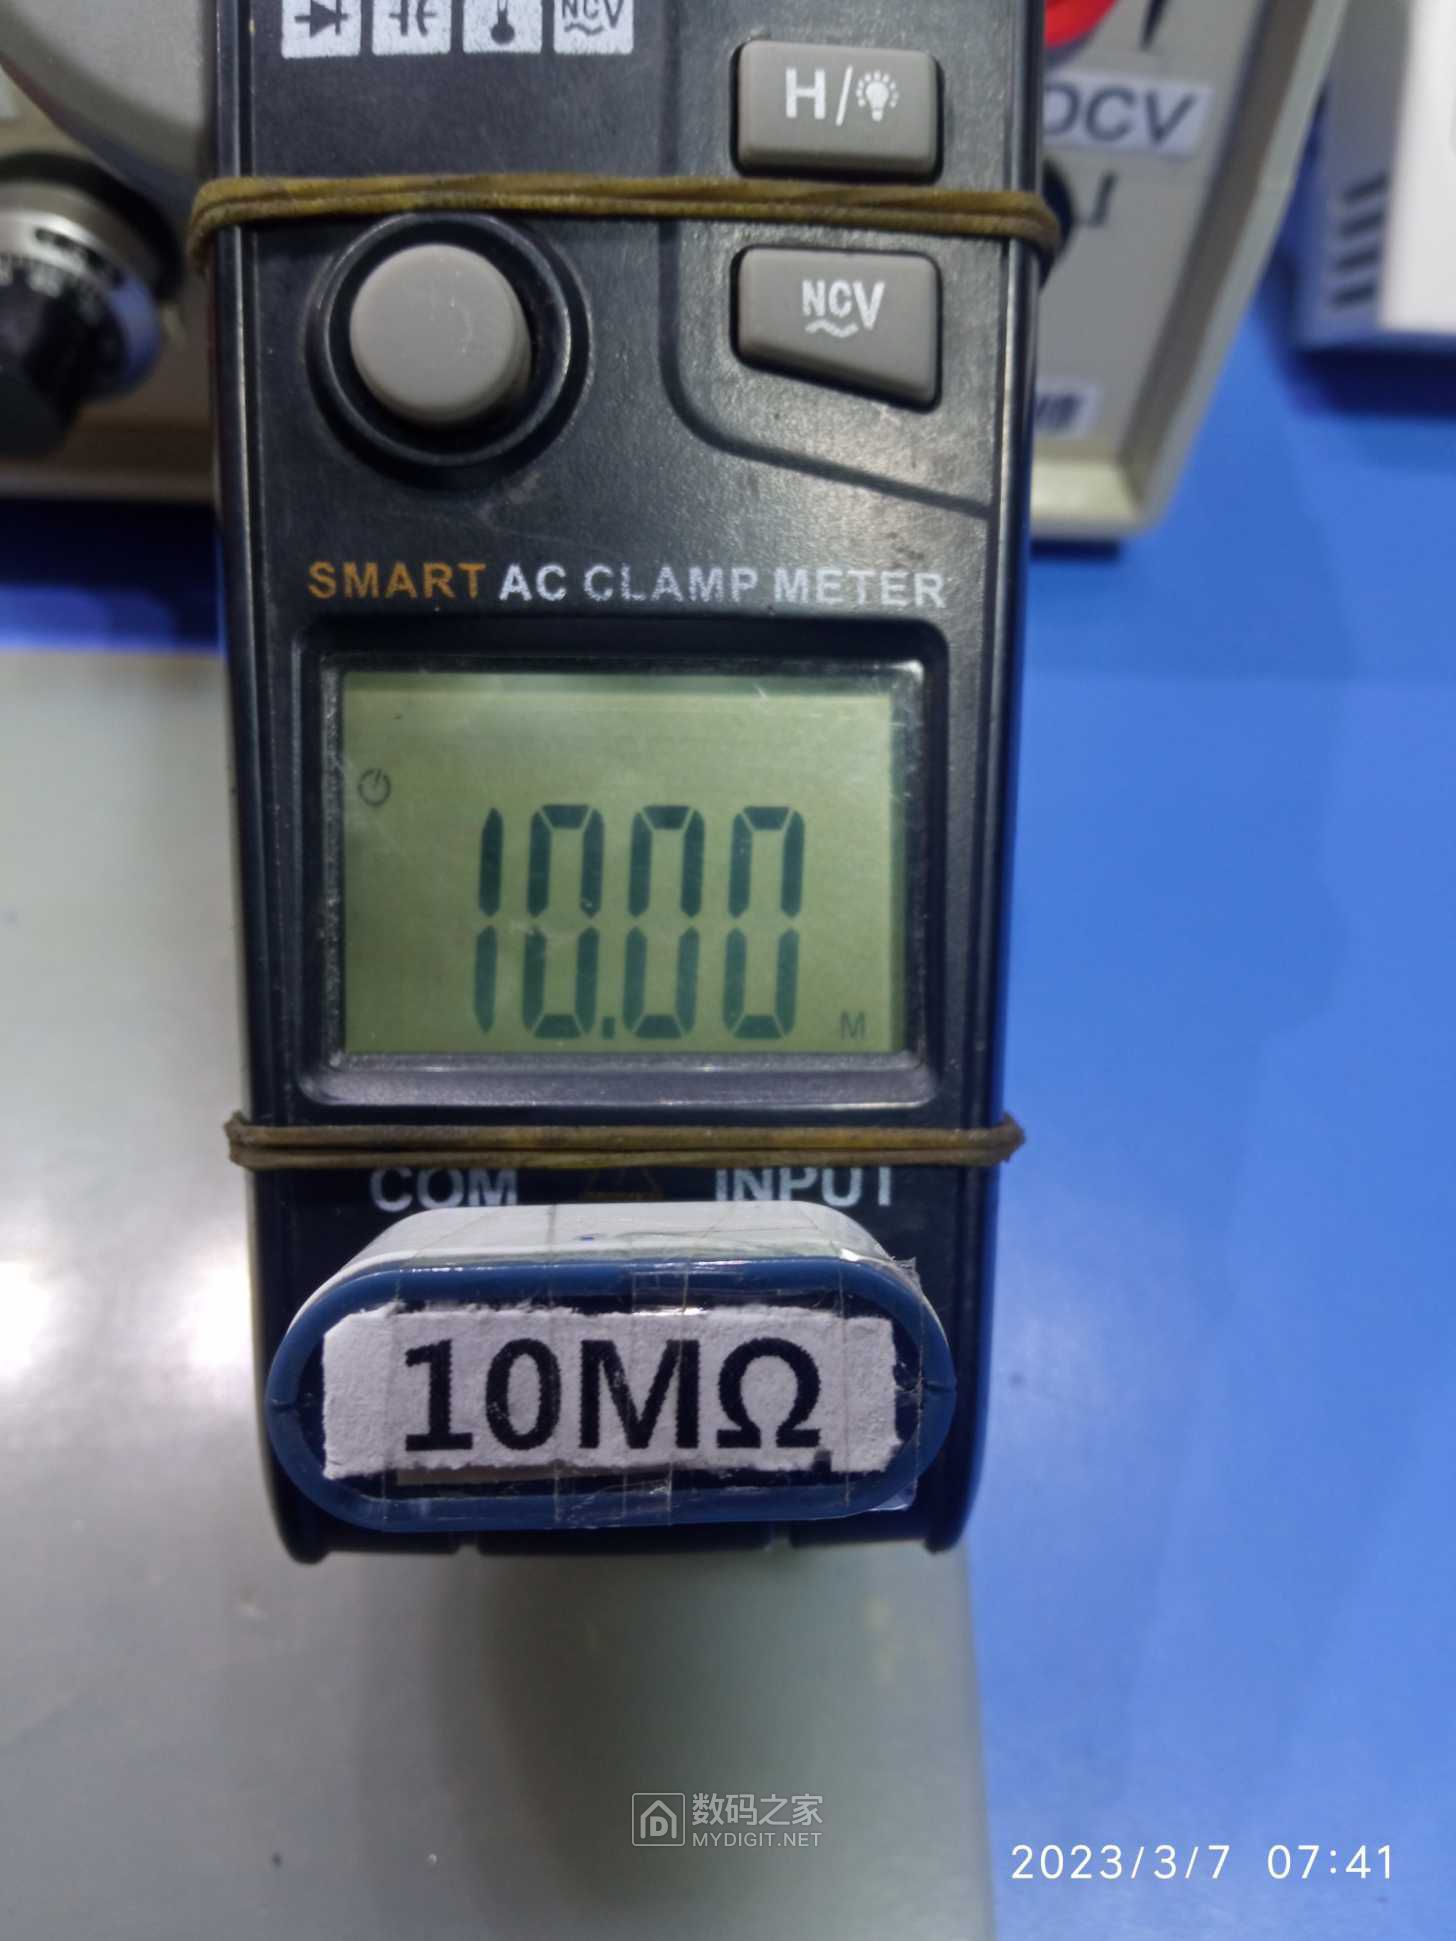 NCV
H/
DCV
NCV
SMART AC CLAMP METER
10.00
M
COM INPUT
10MΩ
数码之家
MYDIGIT.NET
2023/3/7 07:41